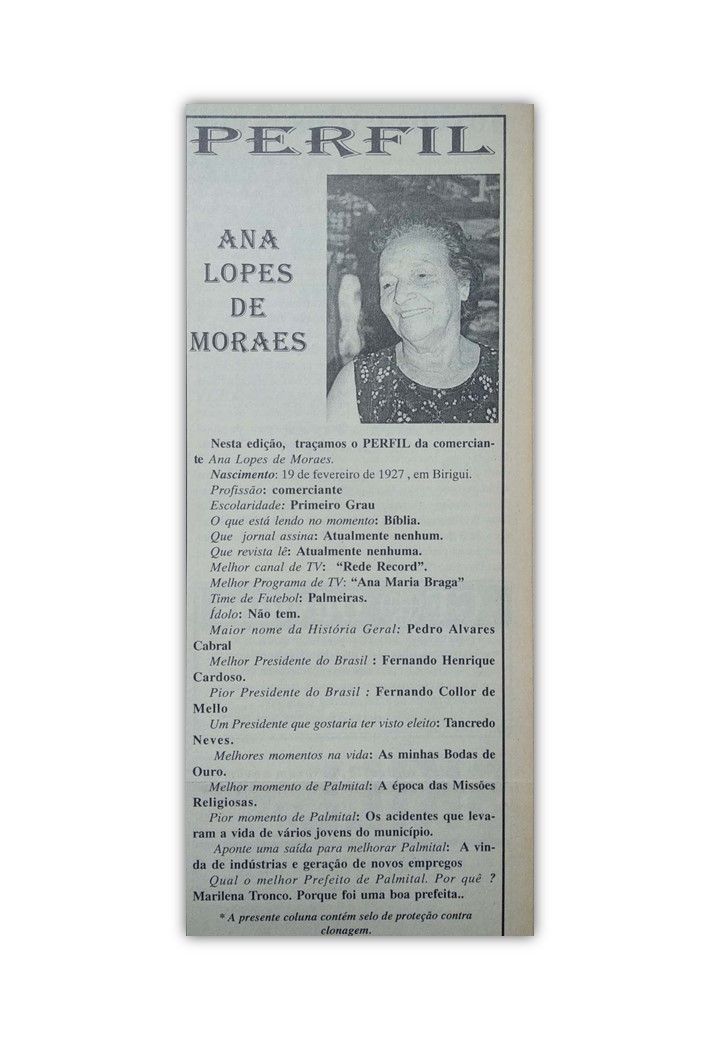 PERFIL
ANA
LOPES
DE
MORAES
Nesta edição, traçamos o PERFIL da comercian-
te Ana Lopes de Moraes.
Nascimento: 19 de fevereiro de 1927 , em Birigui.
Profissão: comerciante
Escolaridade: Primeiro Grau
O que está lendo no momento: Bíblia.
Que jornal assina: Atualmente nenhum.
Que revista lê: Atualmente nenhuma.
Melhor canal de TV: “Rede Record”.
Melhor Programa de TV: “Ana Maria Braga”
Time de Futebol: Palmeiras.
Ídolo: Não tem.
Maior nome da História Geral: Pedro Alvares
Cabral
Melhor Presidente do Brasil : Fernando Henrique
Cardoso.
Pior Presidente do Brasil : Fernando Collor de
Mello
Um Presidente que gostaria ter visto eleito: Tancredo
Neves.
Melhores momentos na vida: As minhas Bodas de
Ouro.
Melhor momento de Palmital: A época das Missões
Religiosas.
Pior momento de Palmital: Os acidentes que leva-
ram a vida de vários jovens do município.
Aponte uma saída para melhorar Palmital: A vin-
da de indústrias e geração de novos empregos
Qual o melhor Prefeito de Palmital. Por quê ?
Marilena Tronco. Porque foi uma boa prefeita..
* A presente coluna contém selo de proteção contra
clonagem.